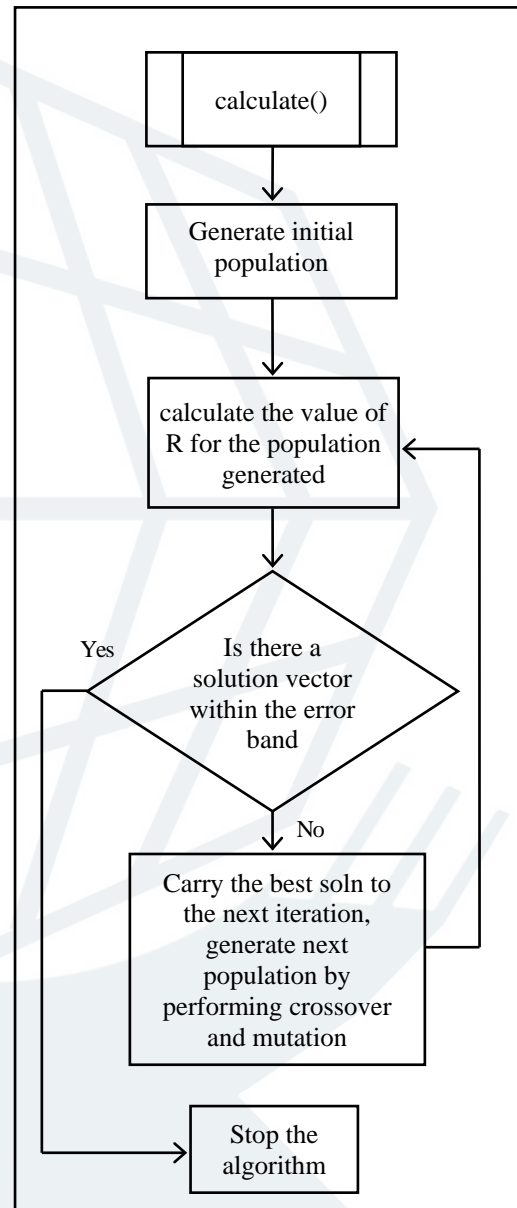 calculate()
Generate initial
population
calculate the value of
R for the population
generated
Yes
Is there a
solution vector
within the error
band
No
Carry the best soln to
the next iteration,
generate next
population by
performing crossover
and mutation
Stop the
algorithm